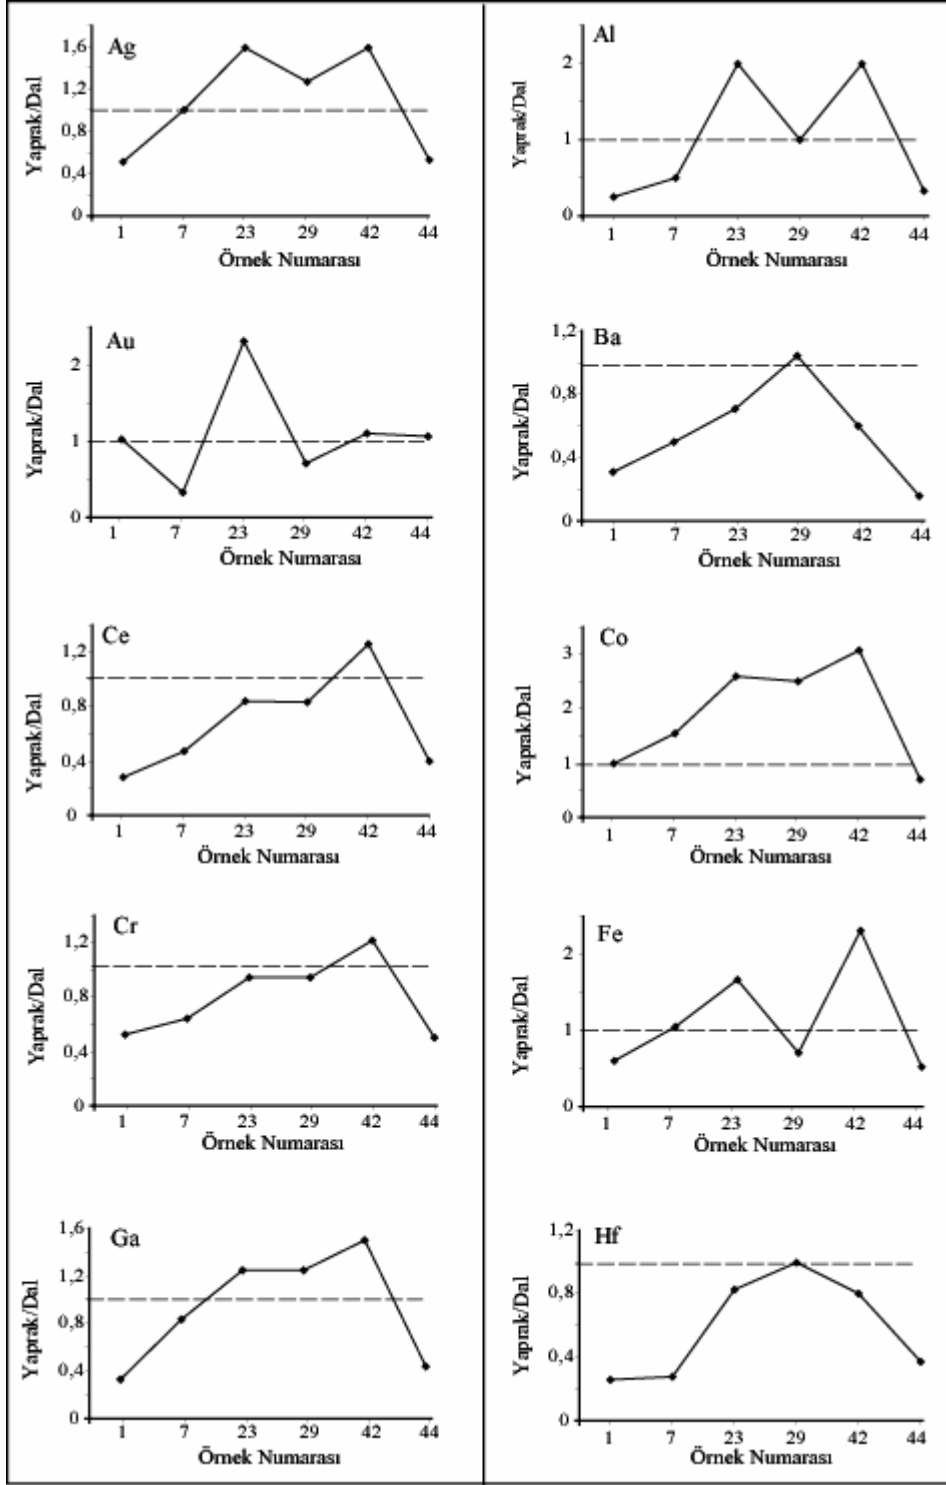 Ag
Yaprak/Dal
1,6
1,2
0,8
0,4
0
1 7 23 29 42 44
Örnek Numarası
Al
Yaprak/Dal
2
1
0
1 7 23 29 42 44
Örnek Numarası
Au
Yaprak/Dal
2
1
0
1 7 23 29 42 44
Örnek Numarası
Ba
Yaprak/Dal
1,2
0,8
0,4
0
1 7 23 29 42 44
Örnek Numarası
Ce
Yaprak/Dal
1,2
0,8
0,4
0
1 7 23 29 42 44
Örnek Numarası
Co
Yaprak/Dal
3
2
1
0
1 7 23 29 42 44
Örnek Numarası
Cr
Yaprak/Dal
1,2
0,8
0,4
0
1 7 23 29 42 44
Örnek Numarası
Fe
Yaprak/Dal
2
1
0
1 7 23 29 42 44
Örnek Numarası
Ga
Yaprak/Dal
1,6
1,2
0,8
0,4
0
1 7 23 29 42 44
Örnek Numarası
Hf
Yaprak/Dal
1,2
0,8
0,4
0
1 7 23 29 42 44
Örnek Numarası